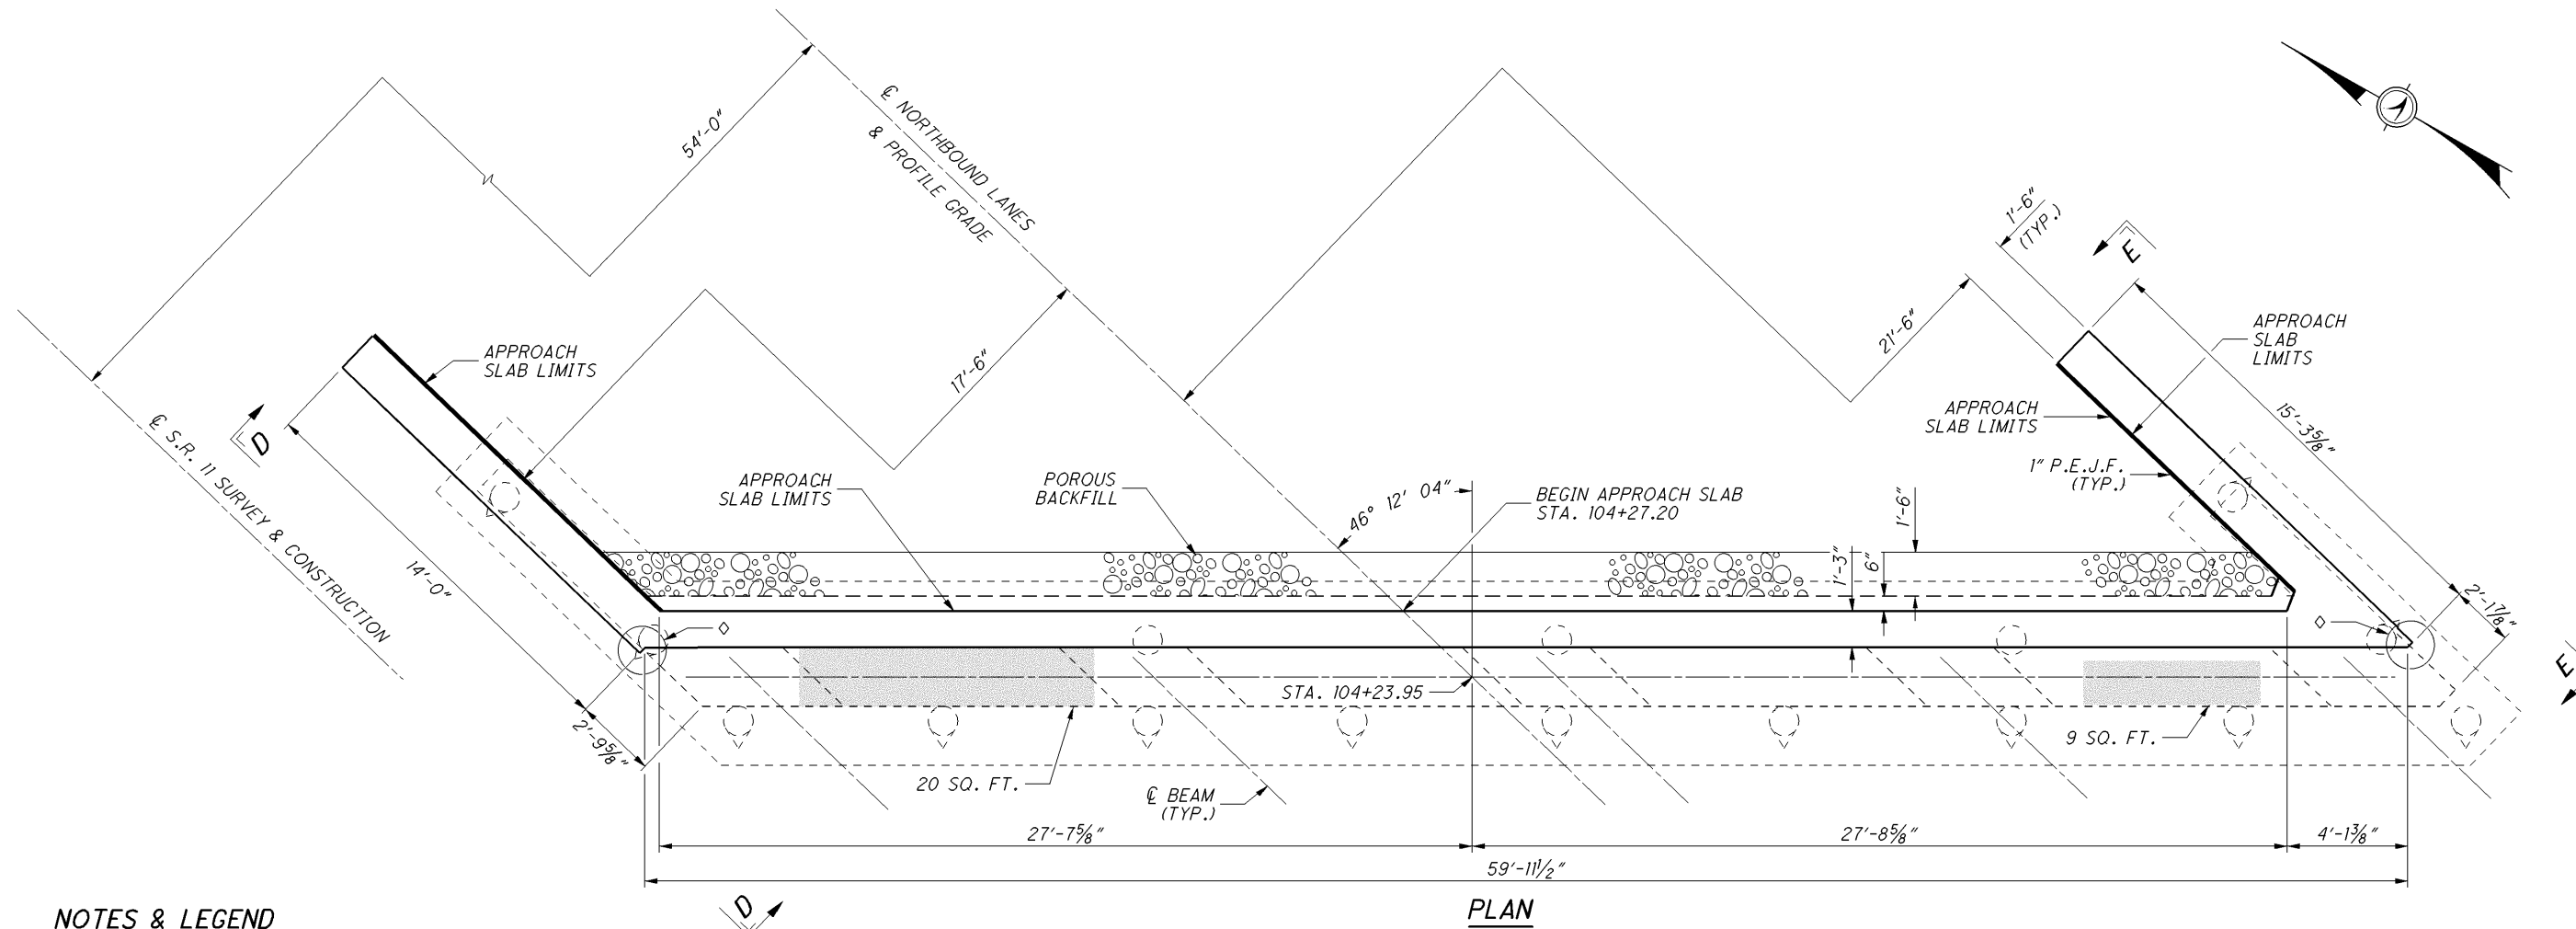 54'-0"
℄ NORTHBOUND LANES
& PROFILE GRADE
1'-6"
(TYP.)
E
APPROACH
SLAB
LIMITS
21'-6"
17'-6"
APPROACH
SLAB LIMITS
℄ S.R. 11 SURVEY & CONSTRUCTION
D
APPROACH
SLAB LIMITS
15'-3⅝"
1" P.E.J.F.
(TYP.)
APPROACH
SLAB LIMITS
POROUS
BACKFILL
46° 12' 04"
BEGIN APPROACH SLAB
STA. 104+27.20
1'-6"
1'-3"
6"
14'-0"
2'-1⅞"
◊
◊
E
STA. 104+23.95
2'-9⅝"
20 SQ. FT.
℄ BEAM
(TYP.)
9 SQ. FT.
27'-7⅝"
27'-8⅝"
4'-1⅜"
59'-11½"
D
PLAN
NOTES & LEGEND